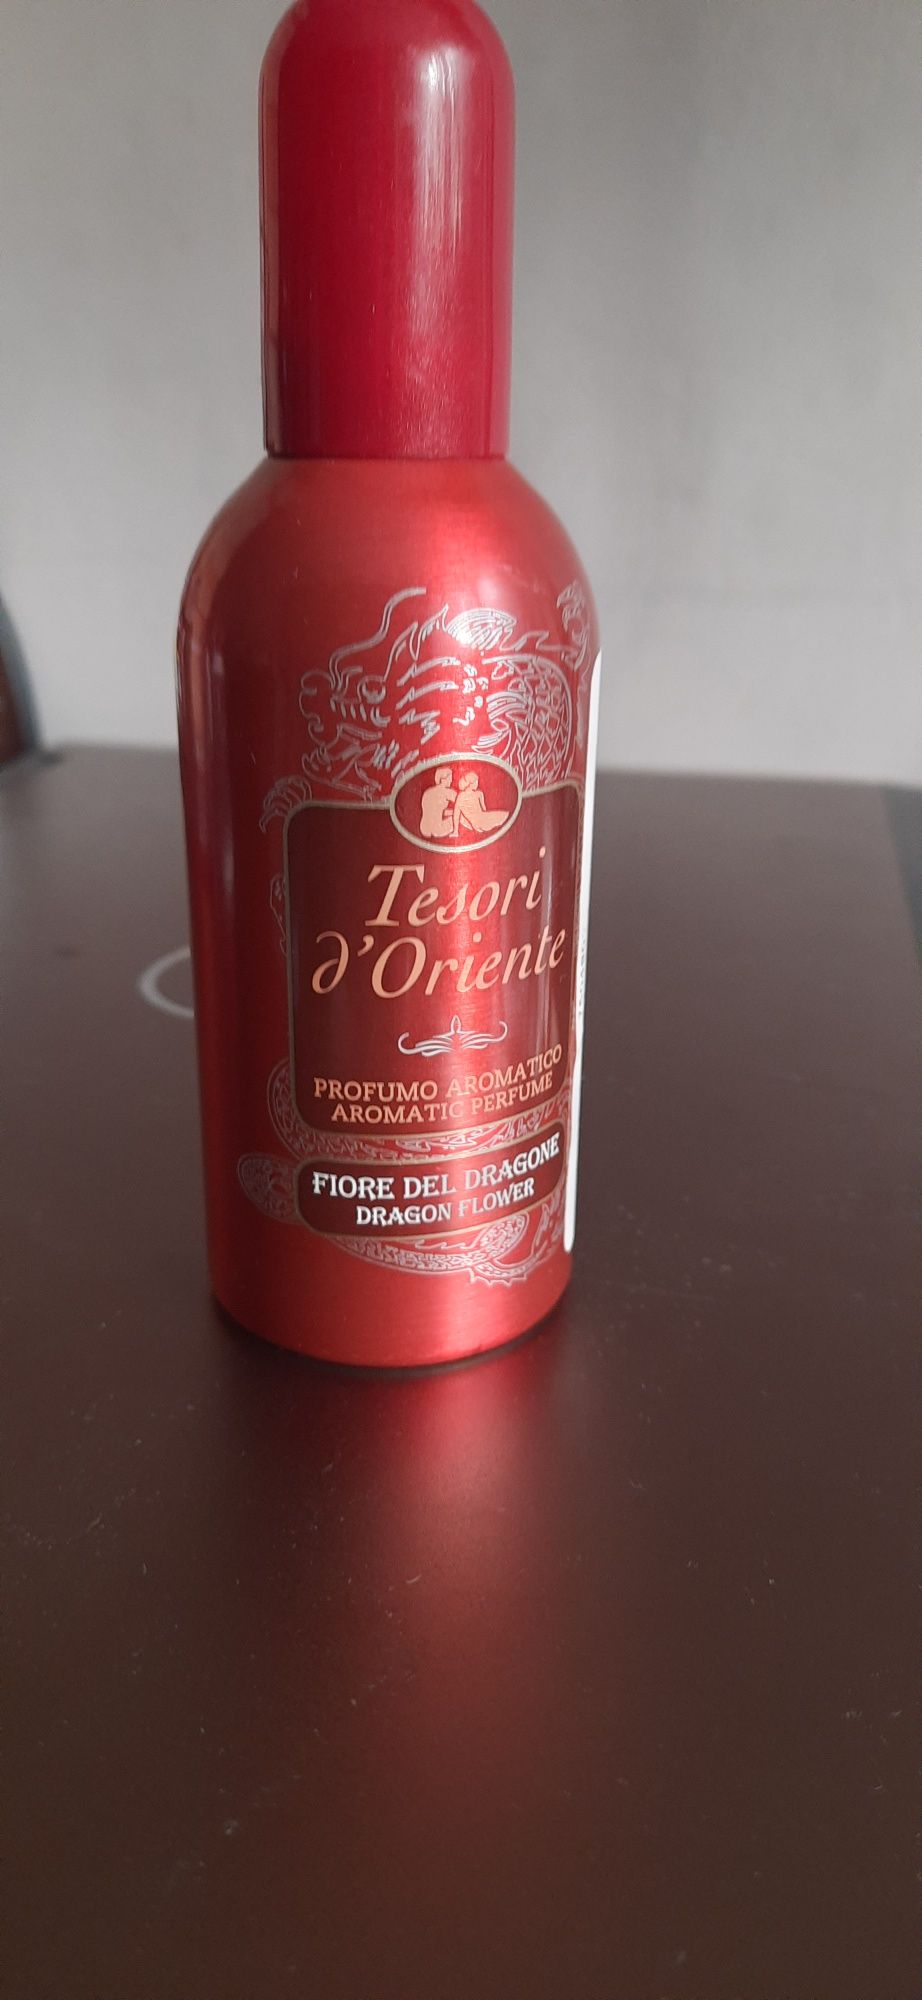 Tesori
d'Oriente
PROFUMO AROMATICO
AROMATIC PERFUME
FIORE DEL DRAGONE
DRAGON FLOWER